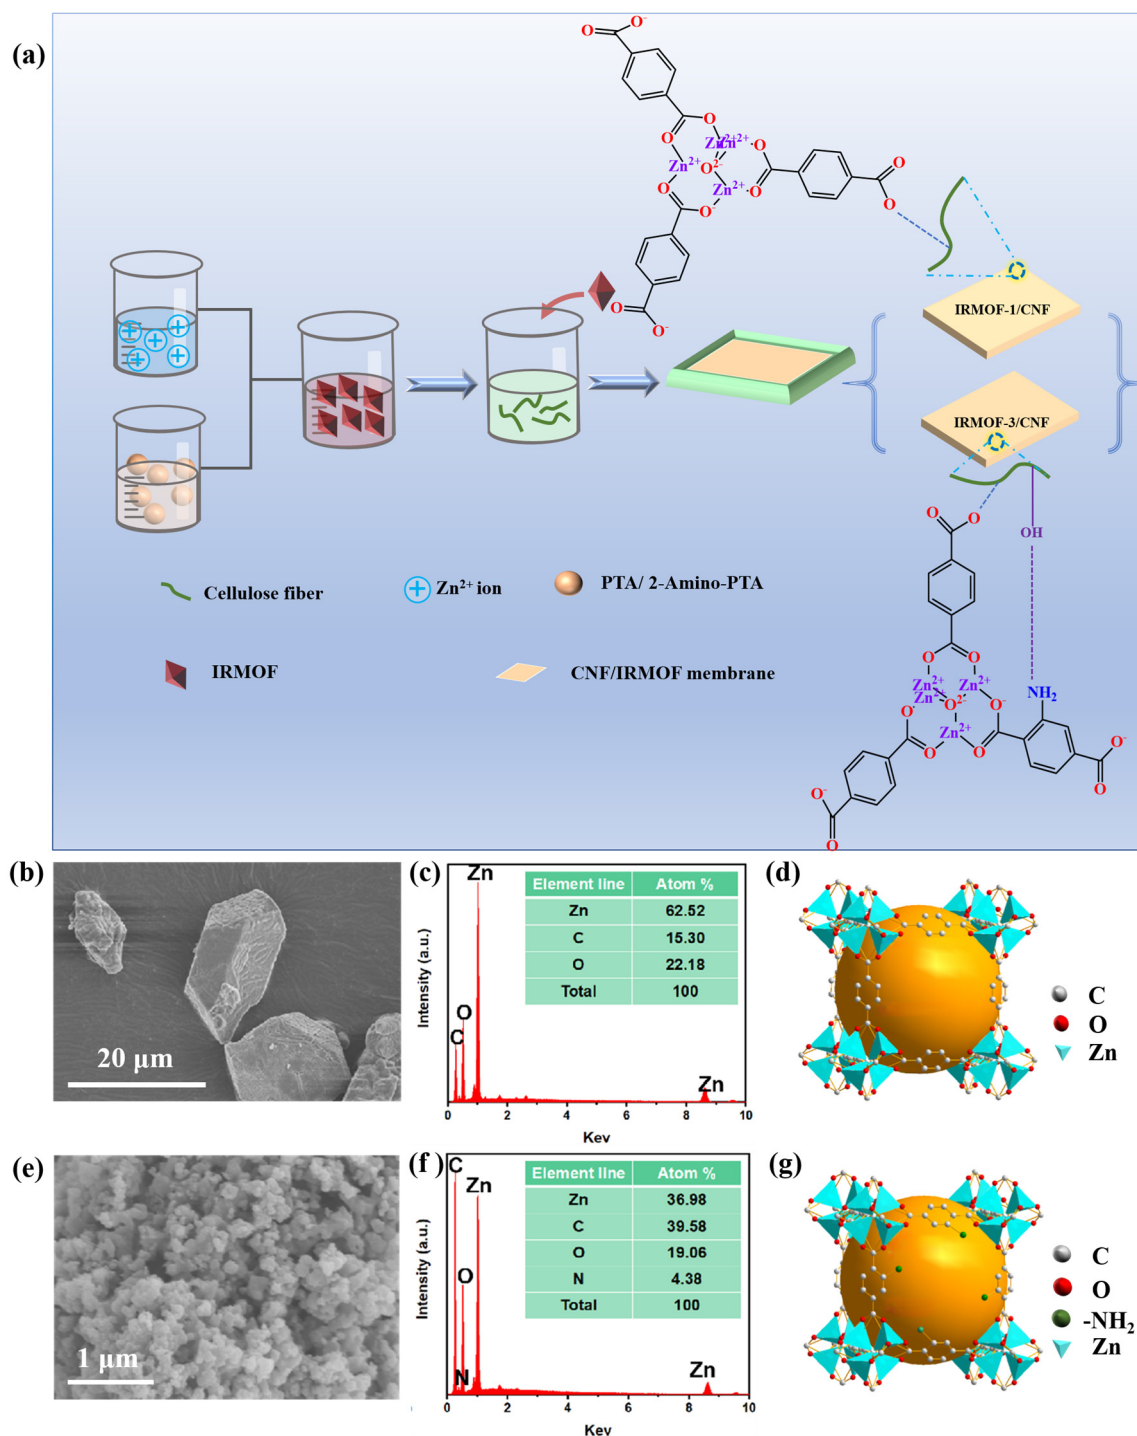 (a)
O
O-
O
O
Zn2+
Zn2+
Zn2+
O2-
O
O
Zn2+
O
O-
O
O
O
O-
IRMOF-1/CNF
IRMOF-3/CNF
O
O
OH
Cellulose fiber
Zn2+ ion
PTA/ 2-Amino-PTA
IRMOF
CNF/IRMOF membrane
O
O
Zn2+
Zn2+
Zn2+
O2-
NH2
O-
O-
Zn2+
O
O
O-
O
O-
O
(b)
20 μm
(c)
Intensity (a.u.)
Zn
O
C
Zn
Element line Atom %
Zn 62.52
C 15.30
O 22.18
Total 100
0 2 4 6 8 10
Kev
(d)
C
O
Zn
(e)
1 μm
(f)
Intensity (a.u.)
C
Zn
O
N
Zn
Element line Atom %
Zn 36.98
C 39.58
O 19.06
N 4.38
Total 100
0 2 4 6 8 10
Kev
(g)
C
O
-NH2
Zn